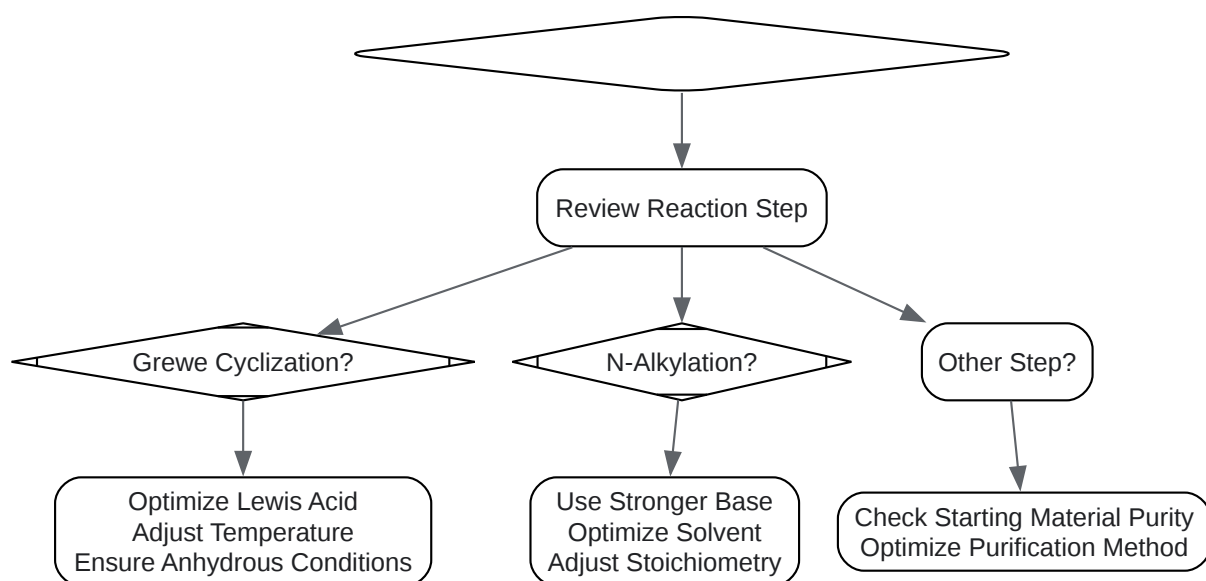 Review Reaction Step
Grewe Cyclization?
N-Alkylation?
Other Step?
Optimize Lewis Acid
Adjust Temperature
Ensure Anhydrous Conditions
Use Stronger Base
Optimize Solvent
Adjust Stoichiometry
Check Starting Material Purity
Optimize Purification Method